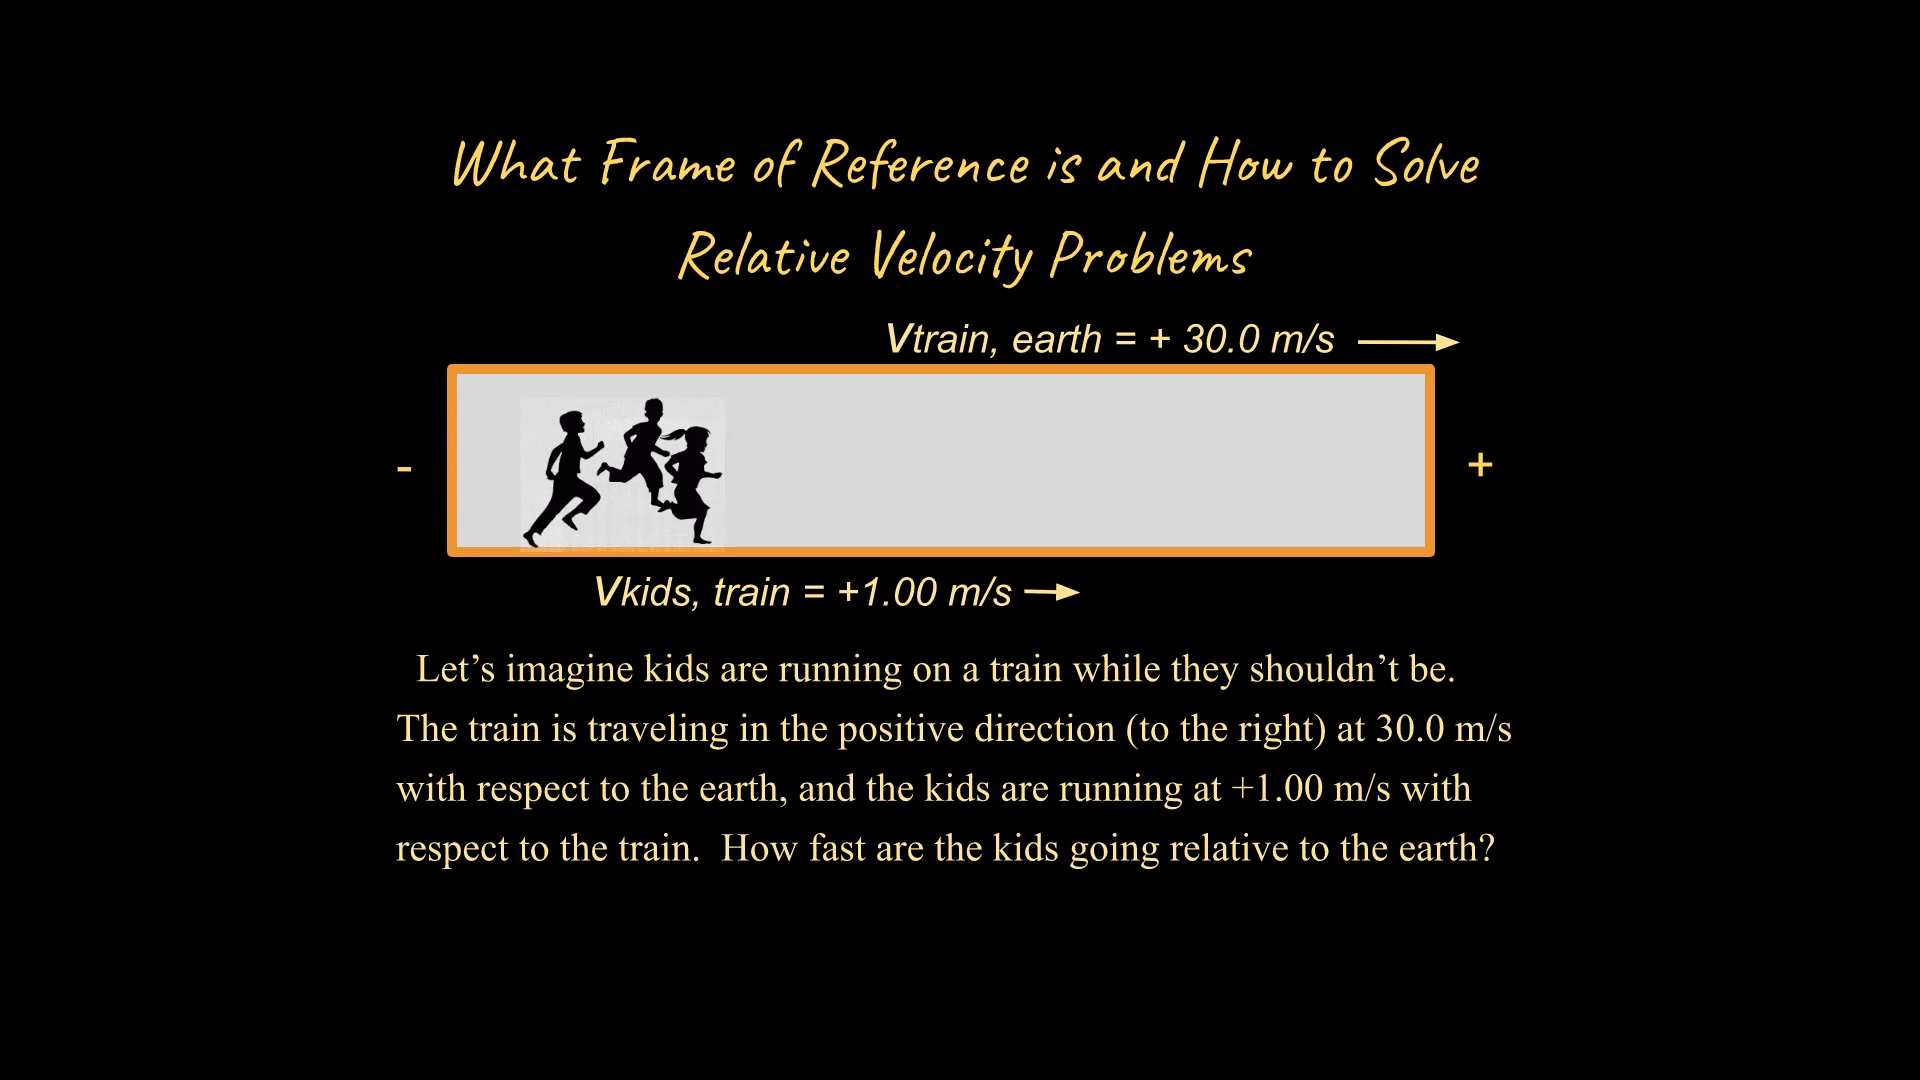 What Frame of Reference is and How to Solve
Relative Velocity Problems
Vtrain, earth = + 30.0 m/s
-
+
Vkids, train = +1.00 m/s
Let’s imagine kids are running on a train while they shouldn’t be.
The train is traveling in the positive direction (to the right) at 30.0 m/s
with respect to the earth, and the kids are running at +1.00 m/s with
respect to the train.  How fast are the kids going relative to the earth?